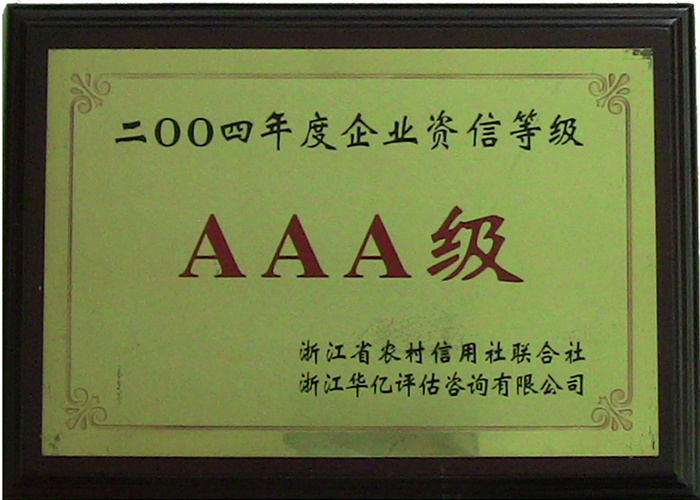 二OO四年度企业资信等级
AAA级
浙江省农村信用社联合社
浙江华亿评估咨询有限公司